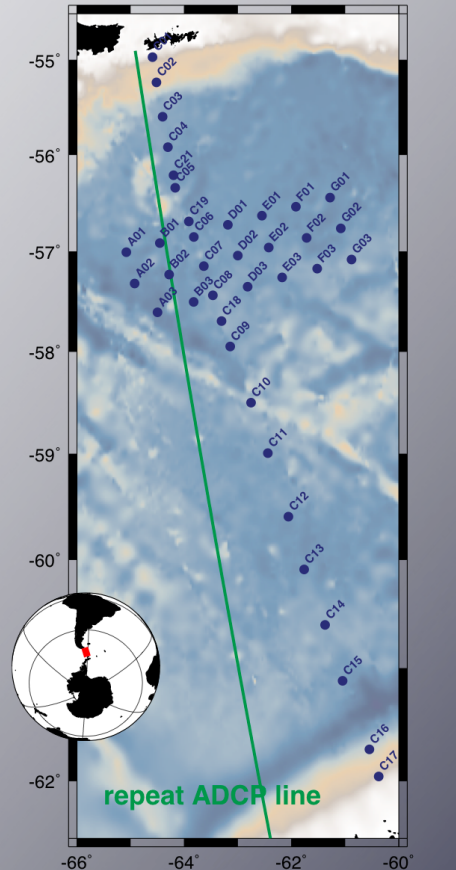 -55°
C02
C03
C04
C21
C05
-56°
C19
C06
D01
E01
F01
G01
A01
B01
C07
D02
E02
F02
G02
-57°
A02
B02
C08
D03
E03
F03
G03
A03
B03
C18
C09
-58°
C10
C11
-59°
C12
C13
-60°
C14
C15
C16
C17
-62°
repeat ADCP line
-66° -64° -62° -60°